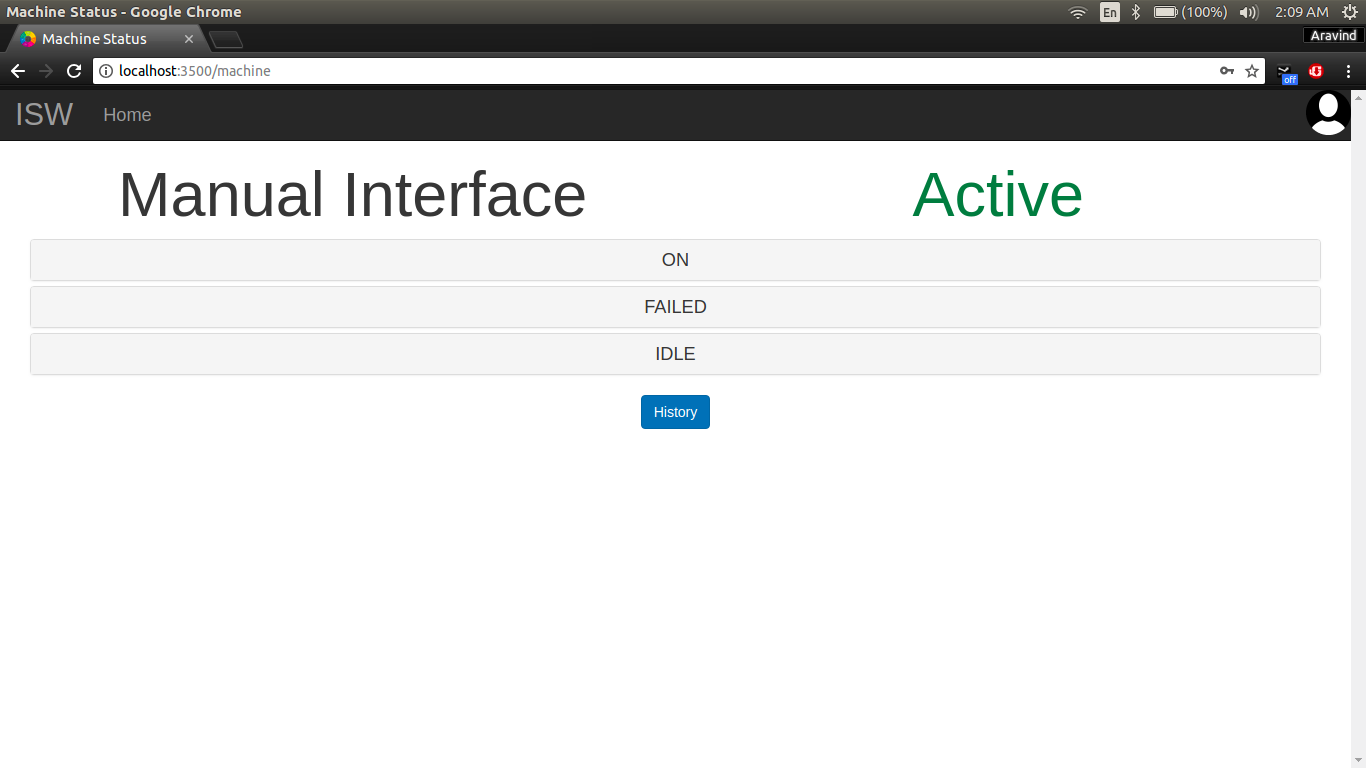 Machine Status - Google Chrome En (100%) 2:09 AM
Machine Status Aravind
localhost:3500/machine off
ISW Home
Manual Interface Active
ON
FAILED
IDLE
History